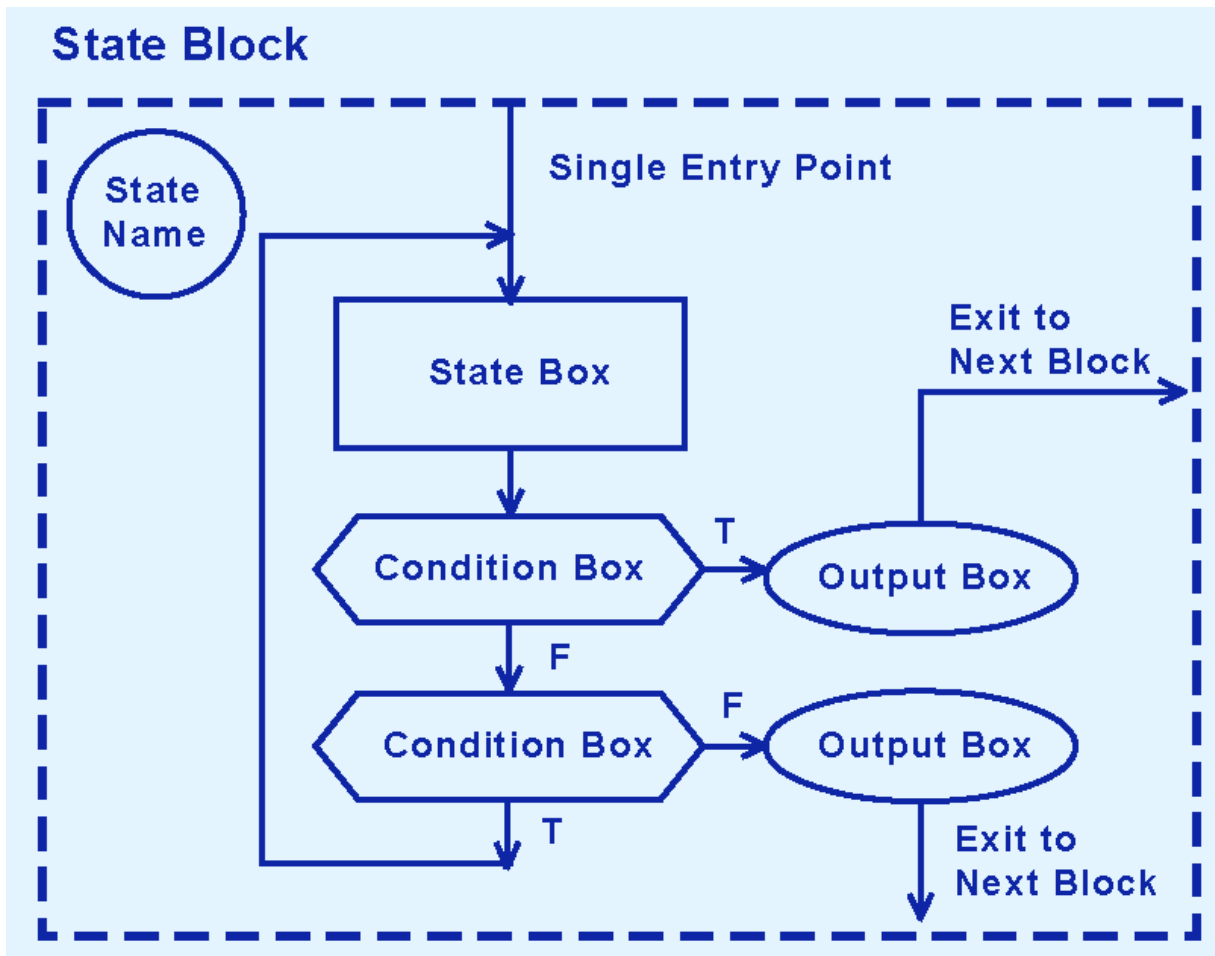 State Block
Single Entry Point
State
Name
Exit to
Next Block
State Box
T
Condition Box
Output Box
F
F
Condition Box
Output Box
T
Exit to
Next Block